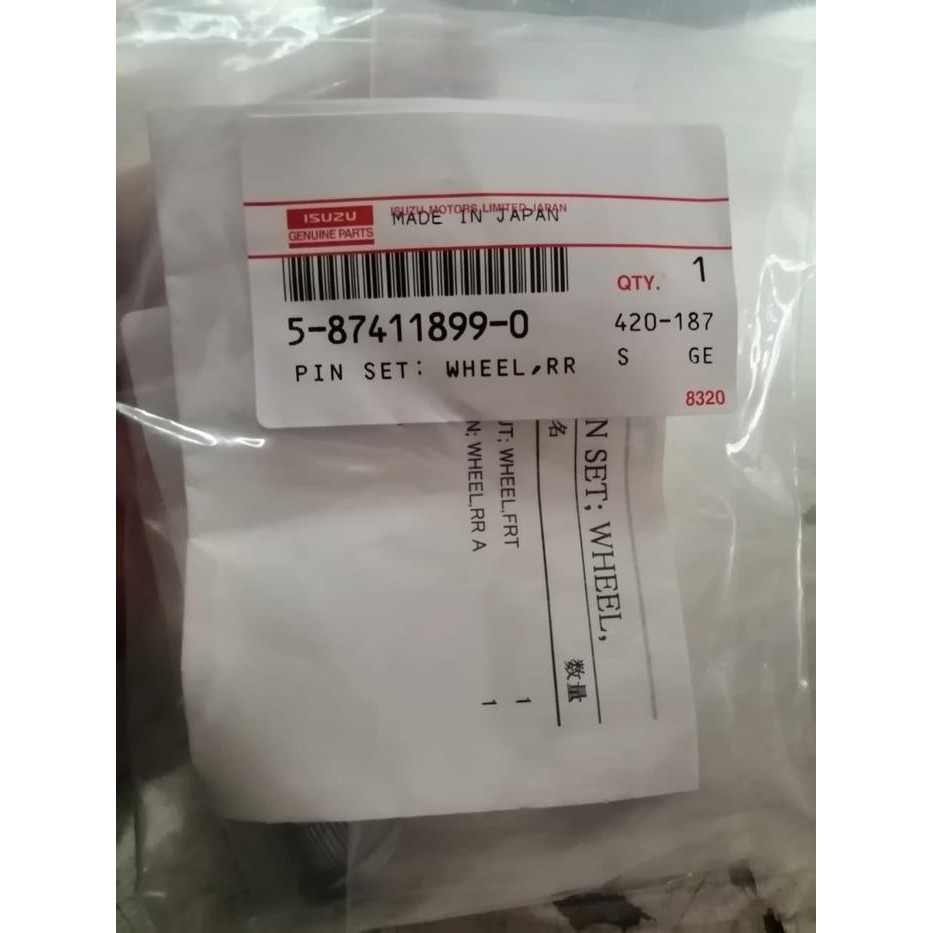 ISUZU
GENUINE PARTS
ISUZU MOTORS LIMITED JAPAN
MADE IN JAPAN
QTY. 1
5-87411899-0
420-187
PIN SET: WHEEL,RR
S GE
8320
N SET; WHEEL,
名 数量
UT; WHEEL,FRT 1
N; WHEEL,RR A 1